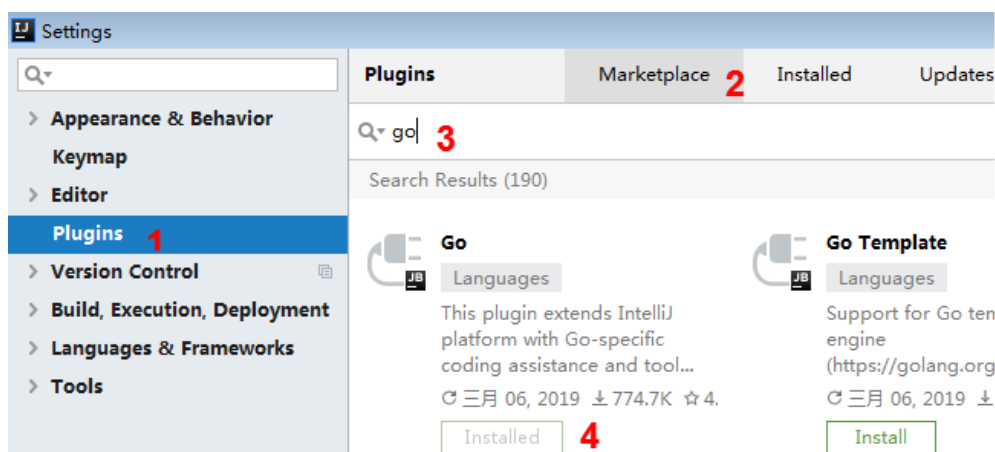 IJ Settings
Plugins Marketplace 2 Installed Updates
Appearance & Behavior
Keymap
Editor
Plugins 1
Version Control
Build, Execution, Deployment
Languages & Frameworks
Tools
go 3
Search Results (190)
Go
JB Languages
This plugin extends IntelliJ
platform with Go-specific
coding assistance and tool...
三月 06, 2019 774.7K 4.
Installed 4
Go Template
JB Languages
Support for Go ten
engine
(https://golang.org
三月 06, 2019
Install